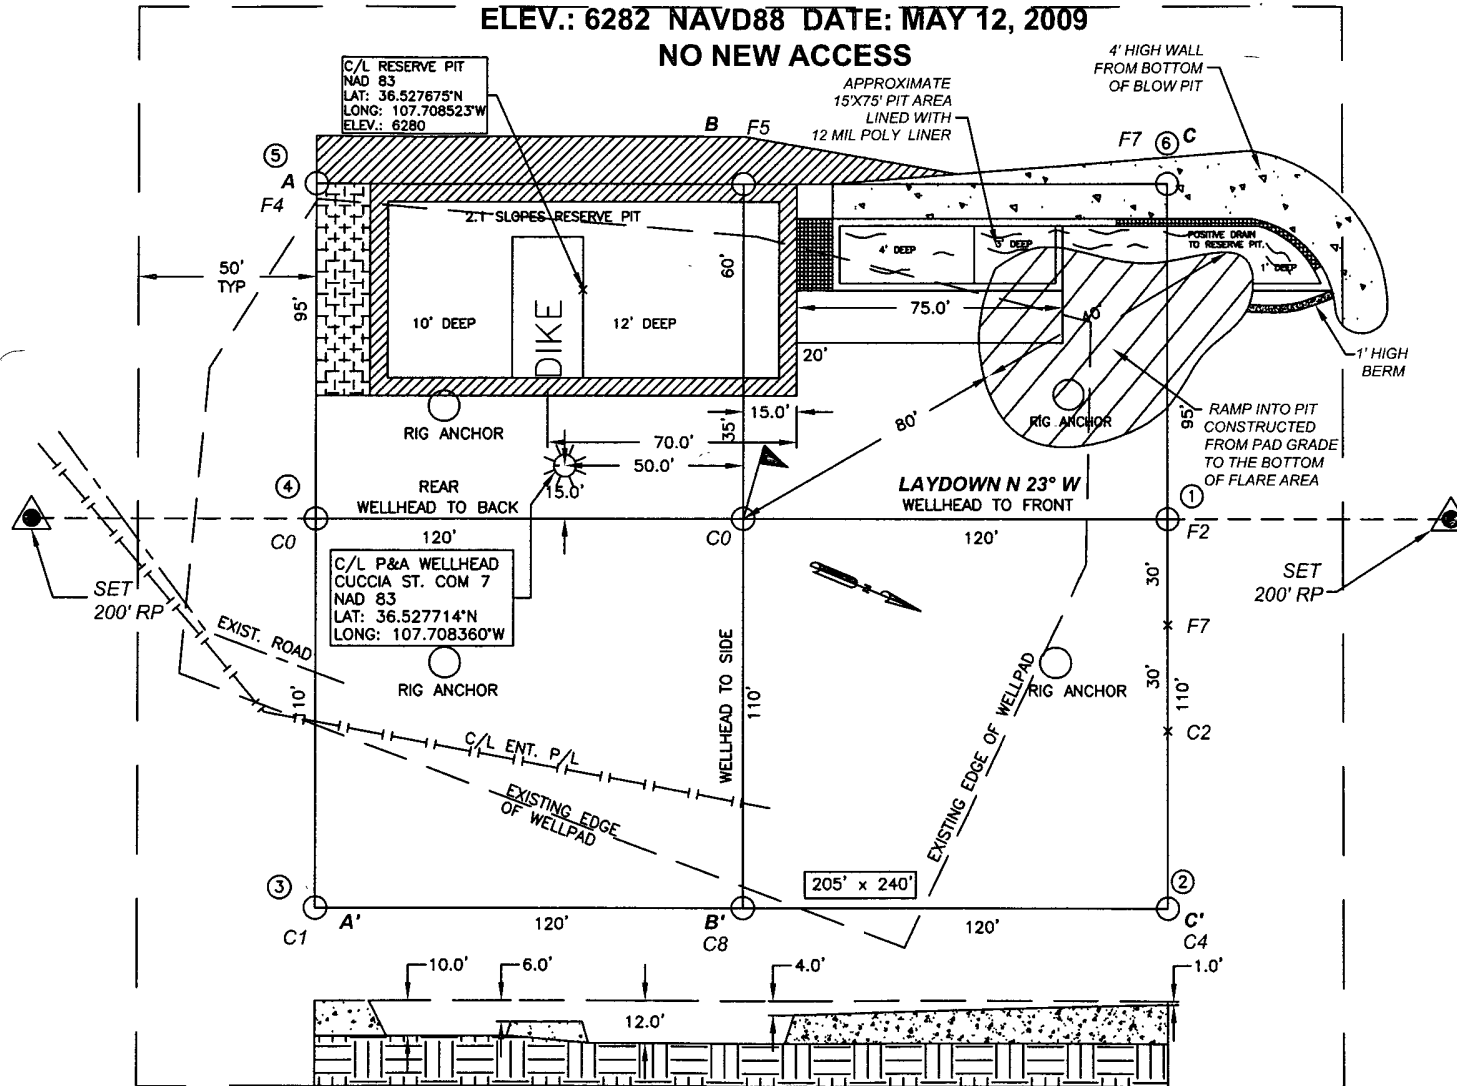 ELEV.: 6282 NAVD88 DATE: MAY 12, 2009
NO NEW ACCESS
C/L RESERVE PIT
NAD 83
LAT: 36.527675°N
LONG: 107.708523°W
ELEV.: 6280
APPROXIMATE
15'X75' PIT AREA
LINED WITH
12 MIL POLY LINER
4' HIGH WALL
FROM BOTTOM
OF BLOW PIT
B
F5
F7
6
C
5
A
F4
2:1 SLOPES RESERVE PIT
4' DEEP
DEEP
POSITIVE DRAIN
TO RESERVE PIT.
1' DEEP
50'
TYP
95'
60'
10' DEEP
DIKE
12' DEEP
75.0'
40'
20'
1' HIGH
BERM
RIG ANCHOR
15.0'
35'
70.0'
50.0'
15.0'
80'
RIG ANCHOR
95'
RAMP INTO PIT
CONSTRUCTED
FROM PAD GRADE
TO THE BOTTOM
OF FLARE AREA
4
REAR
WELLHEAD TO BACK
LAYDOWN N 23° W
WELLHEAD TO FRONT
1
C0
120'
C0
120'
F2
SET
200' RP
C/L P&A WELLHEAD
CUCCIA ST. COM 7
NAD 83
LAT: 36.527714°N
LONG: 107.708360°W
N
30'
SET
200' RP
EXIST. ROAD
F7
RIG ANCHOR
WELLHEAD TO SIDE
110'
EXISTING EDGE OF WELLPAD
RIG ANCHOR
30'
110'
110'
C2
C/L ENT. P/L
EXISTING EDGE
OF WELLPAD
205' x 240'
3
A'
C1
120'
B'
C8
120'
2
C'
C4
10.0'
6.0'
12.0'
4.0'
1.0'